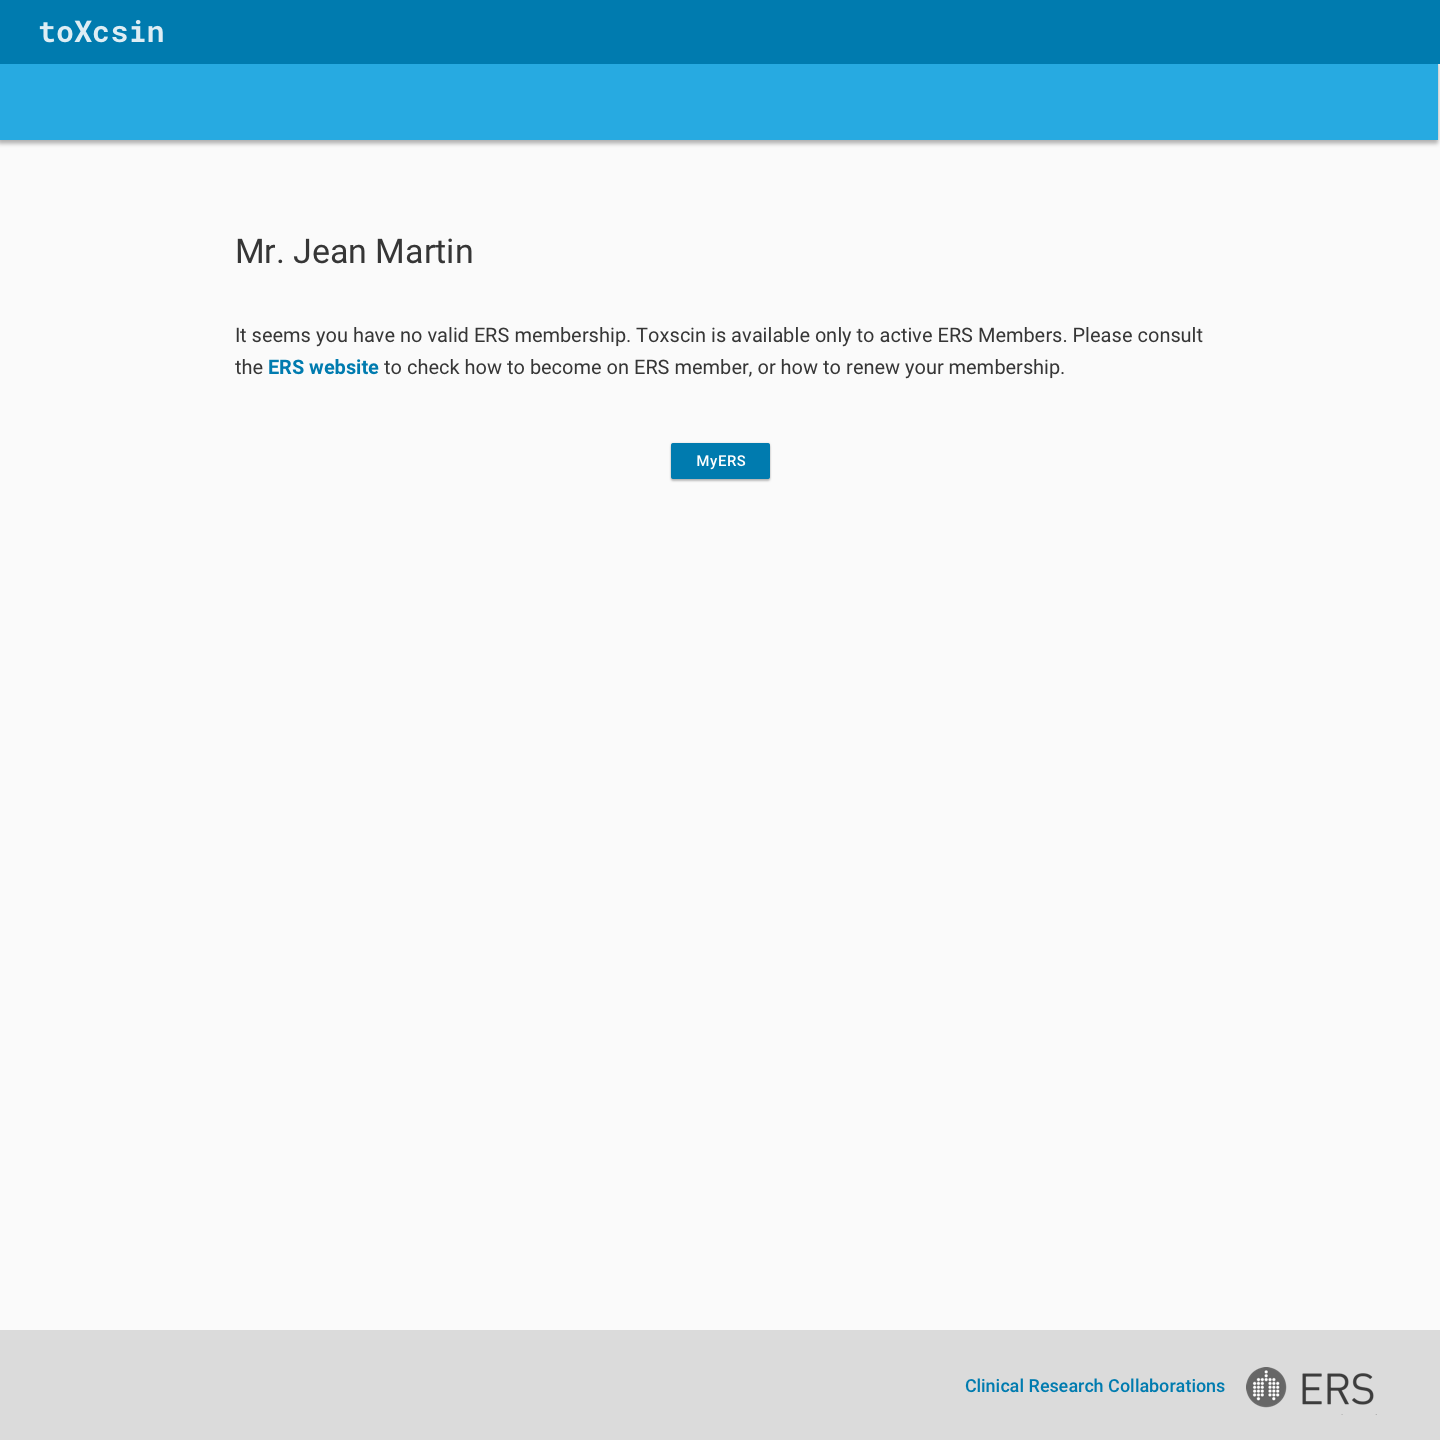 toXcsin
Mr. Jean Martin
It seems you have no valid ERS membership. Toxscin is available only to active ERS Members. Please consult
the ERS website to check how to become on ERS member, or how to renew your membership.
MyERS
Clinical Research Collaborations
ERS